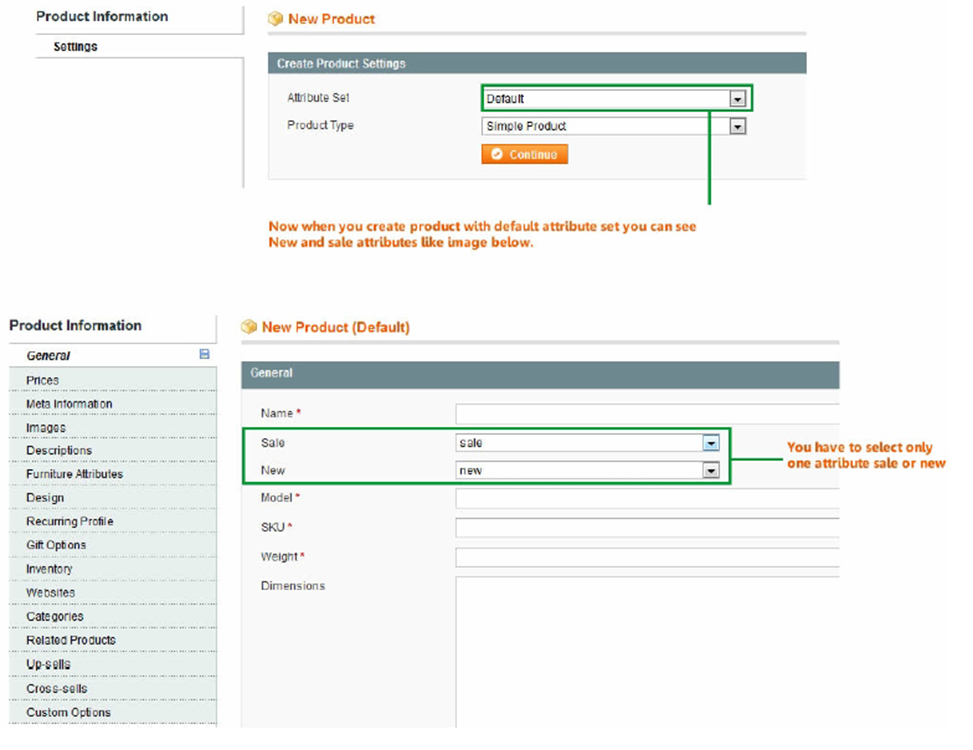 Product Information
Settings
New Product
Create Product Settings
Attribute Set
Default
Product Type
Simple Product
Continue
Now when you create product with default attribute set you can see
New and sale attributes like image below.
Product Information
General
Prices
Meta Information
Images
Descriptions
Furniture Attributes
Design
Recurring Profile
Gift Options
Inventory
Websites
Categories
Related Products
Up-sells
Cross-sells
Custom Options
New Product (Default)
General
Name *
Sale
sale
New
new
You have to select only
one attribute sale or new
Model *
SKU *
Weight *
Dimensions